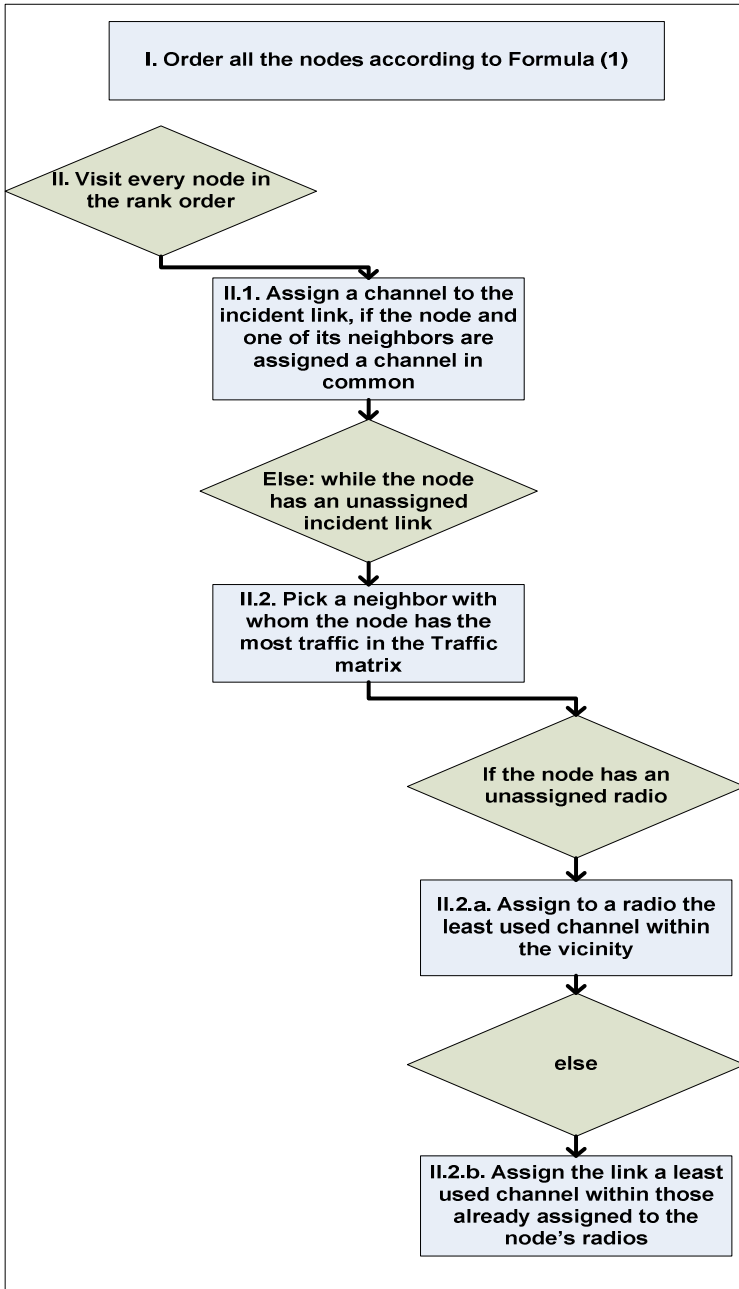 I. Order all the nodes according to Formula (1)
II. Visit every node in
the rank order
II.1. Assign a channel to the
incident link, if the node and
one of its neighbors are
assigned a channel in
common
Else: while the node
has an unassigned
incident link
II.2. Pick a neighbor with
whom the node has the
most traffic in the Traffic
matrix
If the node has an
unassigned radio
II.2.a. Assign to a radio the
least used channel within
the vicinity
else
II.2.b. Assign the link a least
used channel within those
already assigned to the
node’s radios